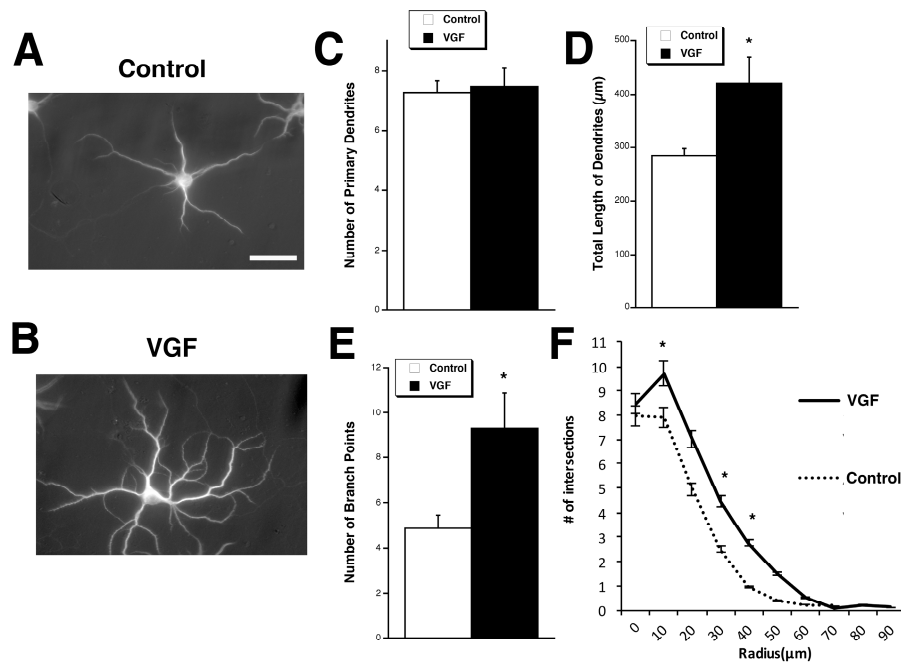 A
Control
B
VGF
C
Control
VGF
Number of Primary Dendrites
8
6
4
2
0
D
Control
VGF
*
Total Length of Dendrites (µm)
500
400
300
200
100
0
E
Control
VGF
*
Number of Branch Points
12
10
8
6
4
2
0
F
*
*
*
# of intersections
11
10
9
8
7
6
5
4
3
2
1
0
0 10 20 30 40 50 60 70 80 90
Radius(µm)
VGF
Control